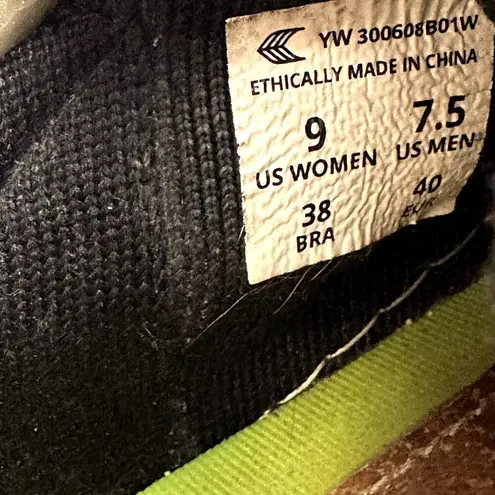 YW 300608B01W
ETHICALLY MADE IN CHINA
9 7.5
US WOMEN US MEN
38 40
BRA EUR